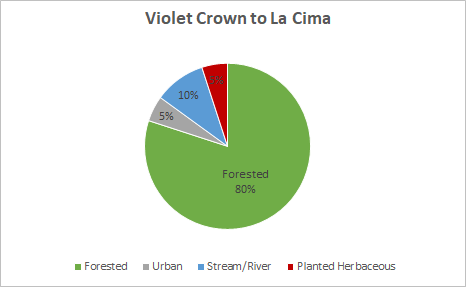 Violet Crown to La Cima
5%
10%
5%
Forested
80%
Forested Urban Stream/River Planted Herbaceous